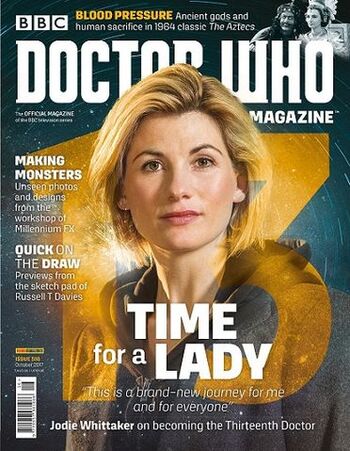 BBC
BLOOD PRESSURE Ancient gods and
human sacrifice in 1964 classic The Aztecs
DOCTOR WHO
The OFFICIAL MAGAZINE
of the BBC television series
MAGAZINE™
13
MAKING
MONSTERS
Unseen photos
and designs
from the
workshop of
Millennium FX
QUICK ON
THE DRAW
Previews from
the sketch pad of
Russell T Davies
TIME
for a LADY
‘This is a brand-new journey for me
and for everyone’
Jodie Whittaker on becoming the Thirteenth Doctor
October 2017